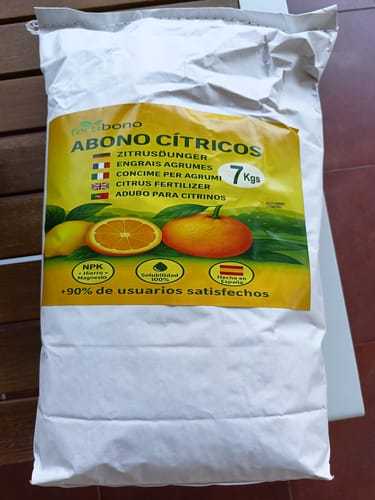 fertibono
ABONO CÍTRICOS
ZITRUSDUNGER
ENGRAIS AGRUMES
CONCIME PER AGRUMI
7 Kgs
CITRUS FERTILIZER
ADUBO PARA CITRINOS
NPK
+ Hierro +
Magnesio
Solubilidad
100%
Hecho en
España
+90% de usuarios satisfechos